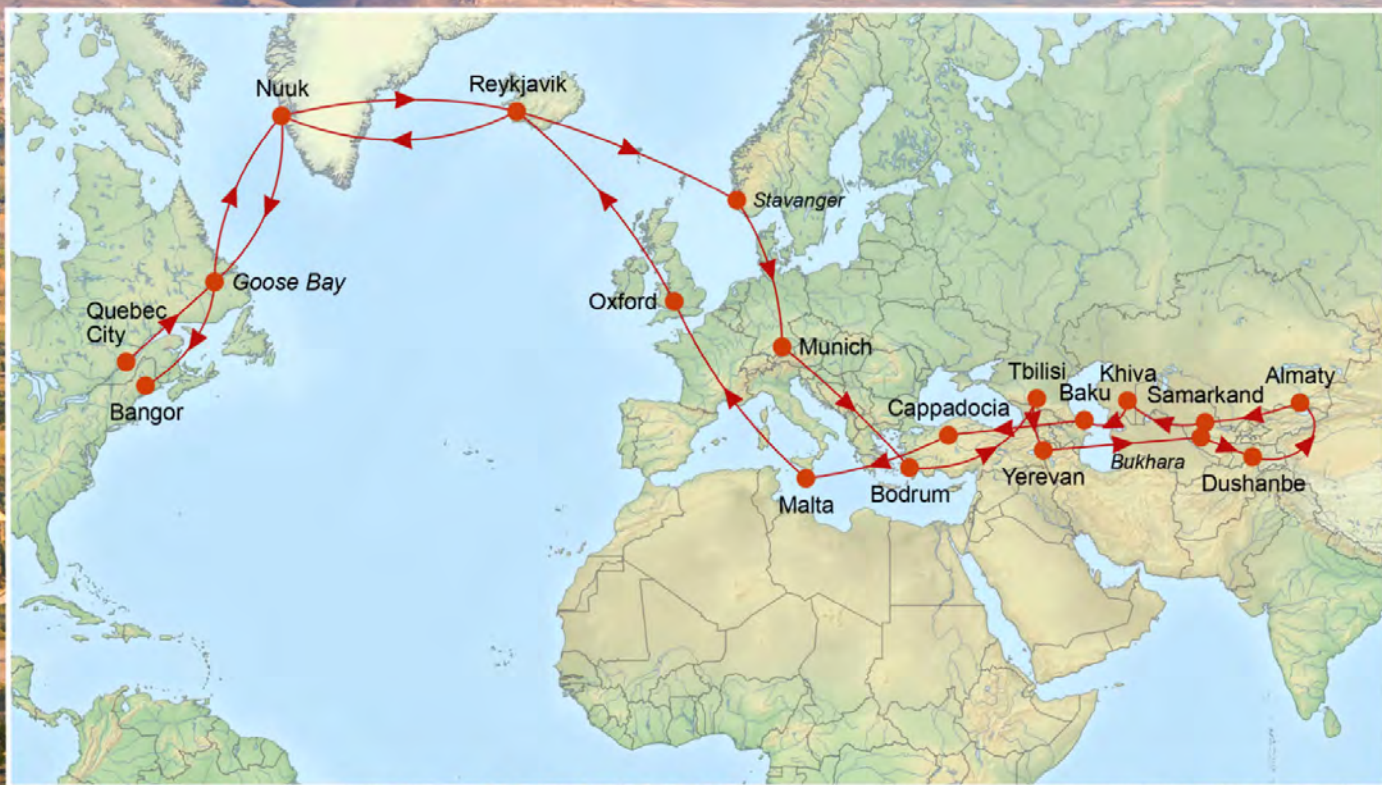 Nuuk
Reykjavik
Stavanger
Goose Bay
Quebec
City
Oxford
Bangor
Munich
Tbilisi
Khiva
Almaty
Baku
Samarkand
Cappadocia
Bukhara
Yerevan
Dushanbe
Bodrum
Malta